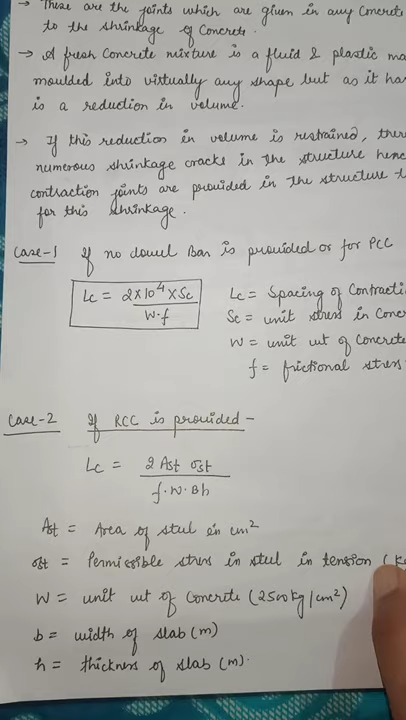 → These are the joints which are given in any Concrete
to the shrinkage of Concrete.
→ A fresh Concrete mixture is a fluid & plastic ma
moulded into virtually any shape but as it ha
is a reduction in volume.
→ If this reduction in volume is restrained, ther
numerous shrinkage cracks in the structure henc
contraction joints are provided in the structure t
for this shrinkage.
Case-1 If no dowel Bar is provided or for PCC
Lc = 2×10⁴×Sc / W·f
Lc = Spacing of Contracti
Sc = unit stress in Conc
W = unit wt of Concrete
f = frictional stress
Case-2 If RCC is provided -
Lc = 2 Ast σst / f·W·Bh
Ast = Area of steel in cm²
σst = Permissible stress in steel in tension (K
W = unit wt of Concrete (2500kg/cm²)
b = width of slab (m)
h = thickness of slab (m).